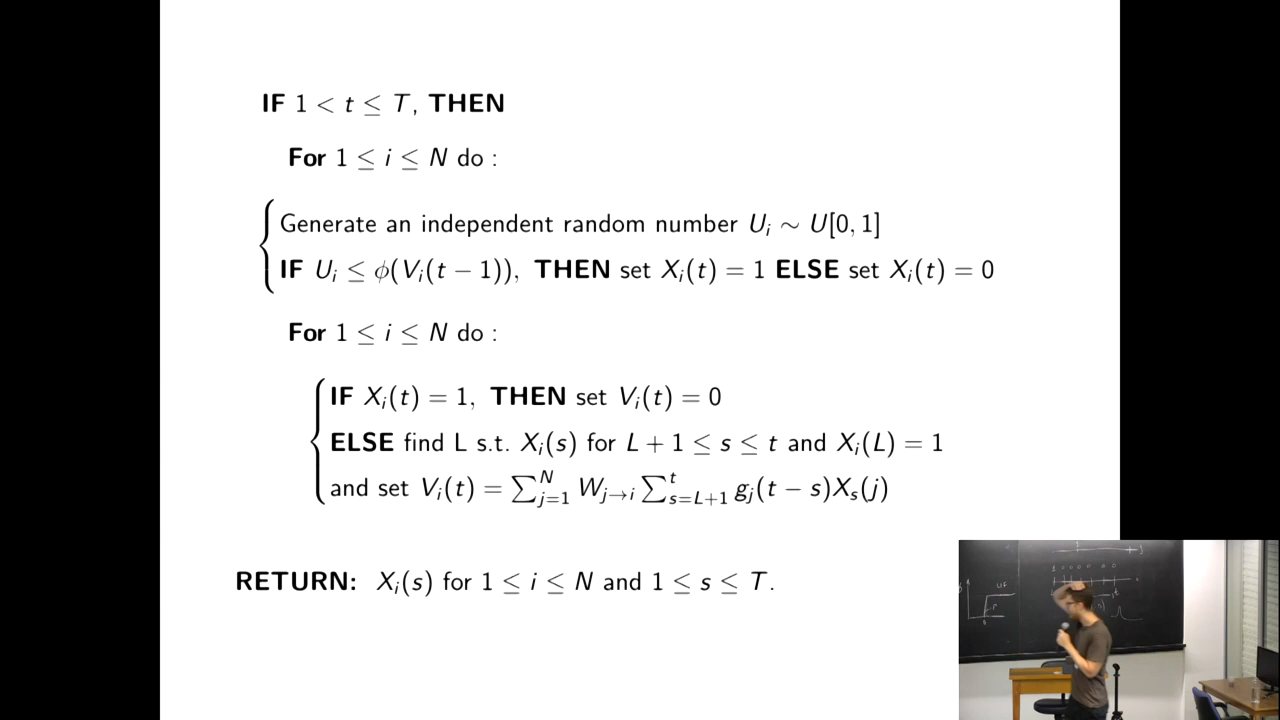 IF 1 < t ≤ T, THEN
For 1 ≤ i ≤ N do :
Generate an independent random number U_i ∼ U[0, 1]
IF U_i ≤ ϕ(V_i(t − 1)), THEN set X_i(t) = 1 ELSE set X_i(t) = 0
For 1 ≤ i ≤ N do :
IF X_i(t) = 1, THEN set V_i(t) = 0
ELSE find L s.t. X_i(s) for L + 1 ≤ s ≤ t and X_i(L) = 1
and set V_i(t) = ∑_{j=1}^{N} W_{j→i} ∑_{s=L+1}^{t} g_j(t − s)X_s(j)
RETURN: X_i(s) for 1 ≤ i ≤ N and 1 ≤ s ≤ T.